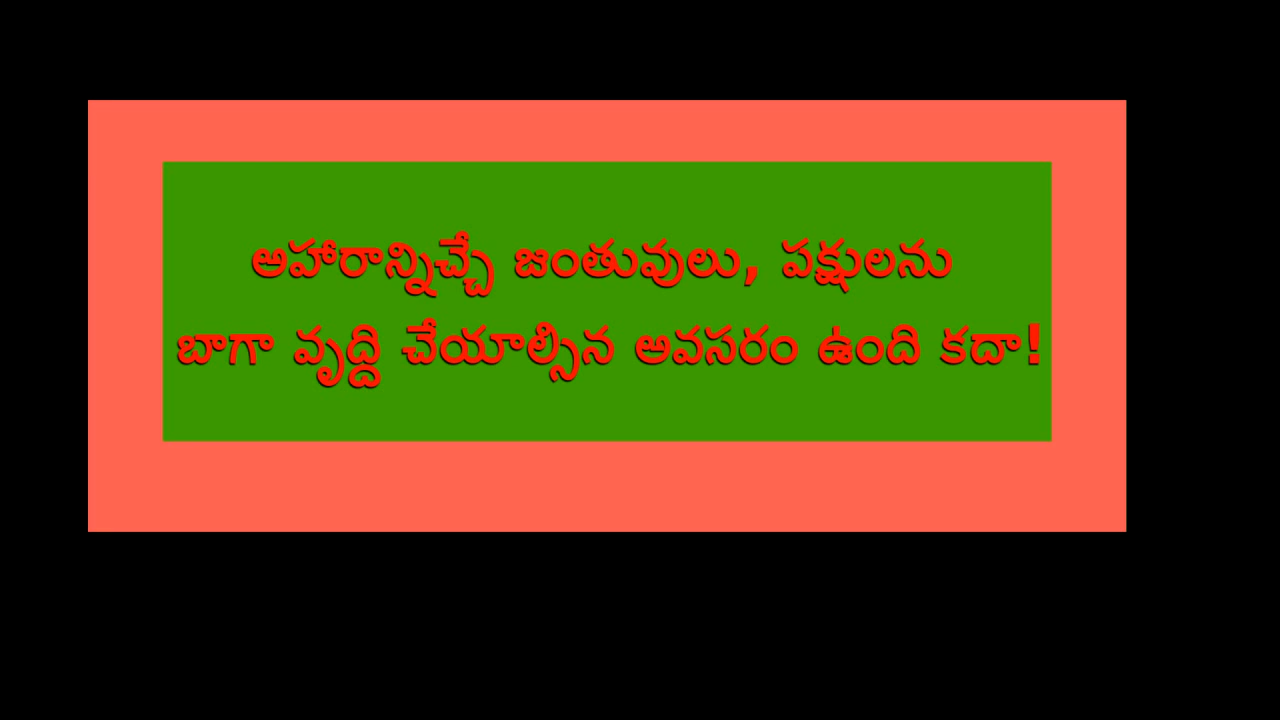 అహారాన్నిచ్చే జంతువులు, పక్షులను
బాగా వృద్ది చేయాల్సిన అవసరం ఉంది కదా!